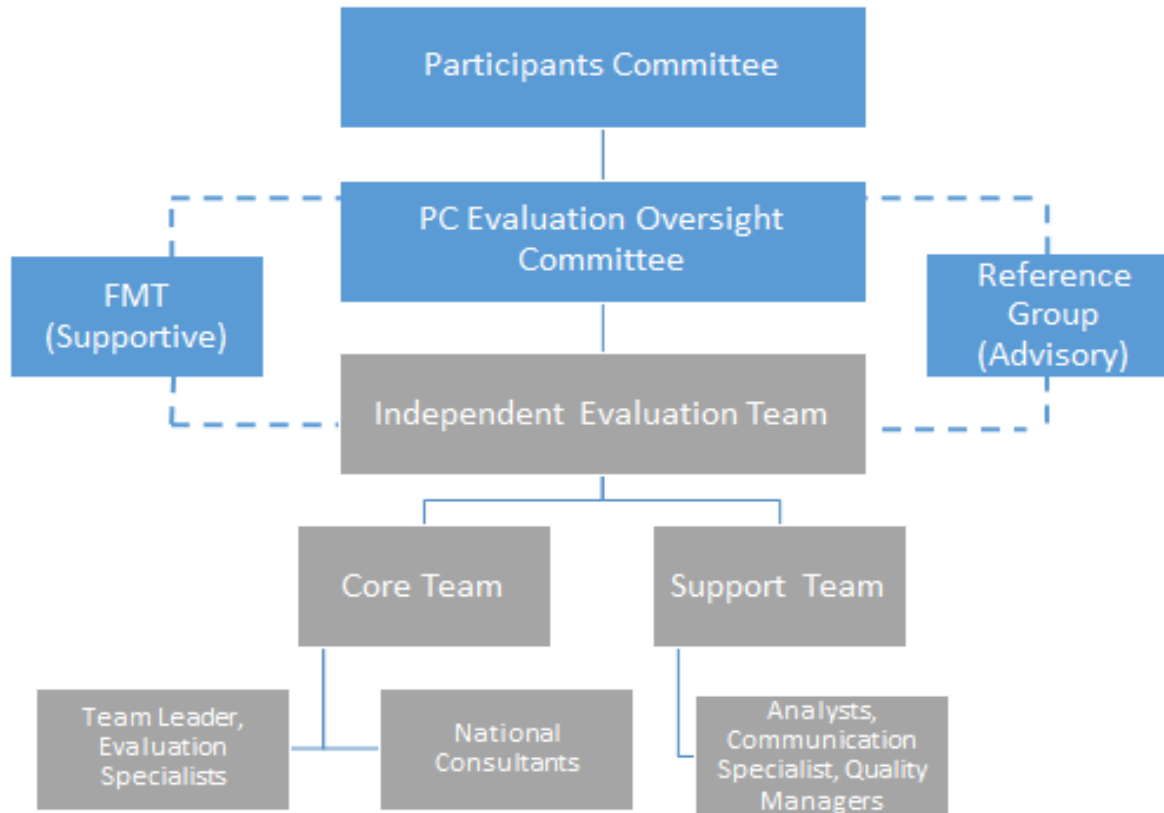 Participants Committee
PC Evaluation Oversight
Committee
FMT
(Supportive)
Reference
Group
(Advisory)
Independent Evaluation Team
Core Team
Support Team
Team Leader,
Evaluation
Specialists
National
Consultants
Analysts,
Communication
Specialist, Quality
Managers